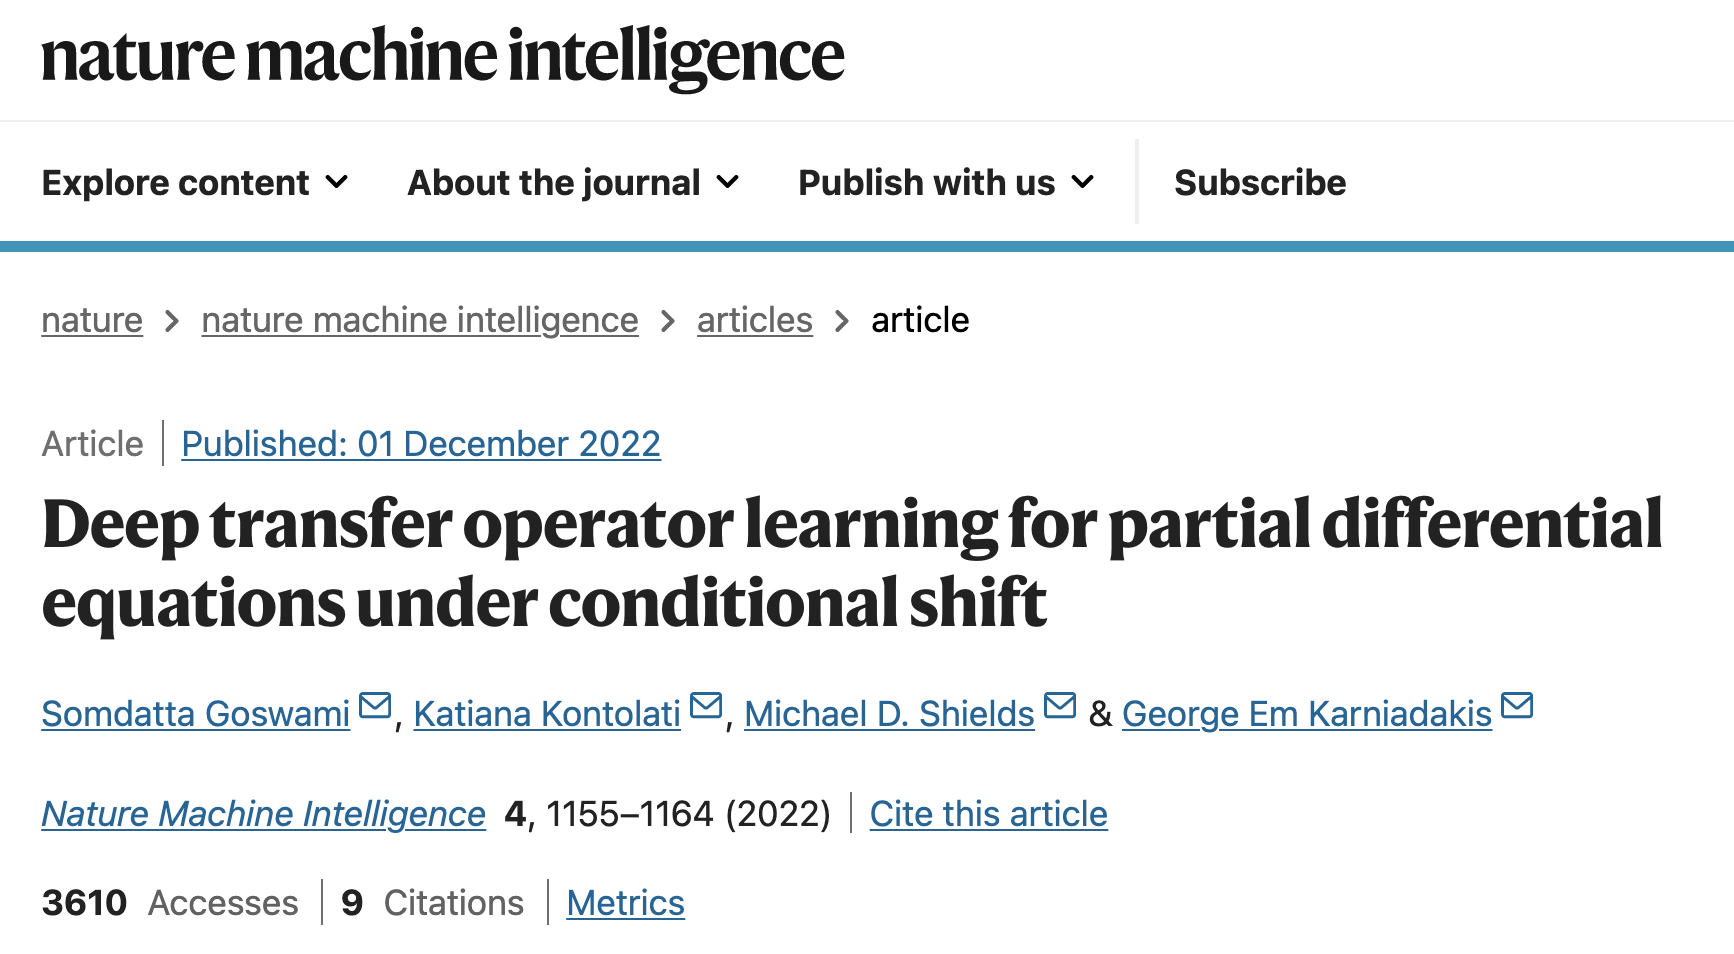 nature machine intelligence
Explore content About the journal Publish with us Subscribe
nature > nature machine intelligence > articles > article
Article Published: 01 December 2022
Deep transfer operator learning for partial differential
equations under conditional shift
Somdatta Goswami, Katiana Kontolati, Michael D. Shields & George Em Karniadakis
Nature Machine Intelligence 4, 1155–1164 (2022) Cite this article
3610 Accesses 9 Citations Metrics